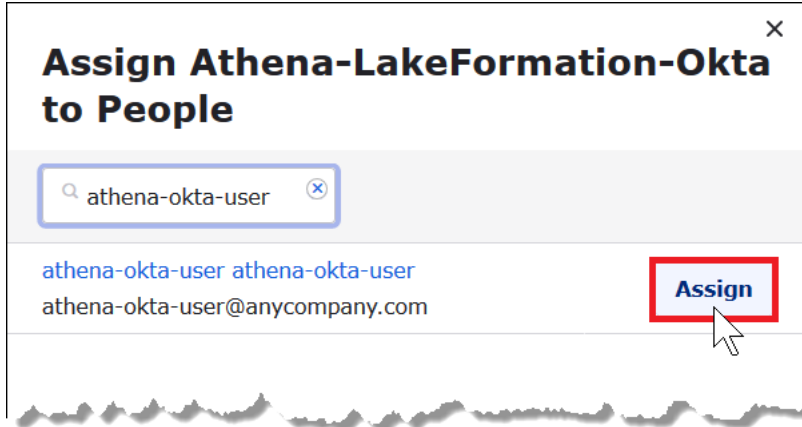 Assign Athena-LakeFormation-Okta
to People
athena-okta-user
athena-okta-user athena-okta-user
athena-okta-user@anycompany.com
Assign